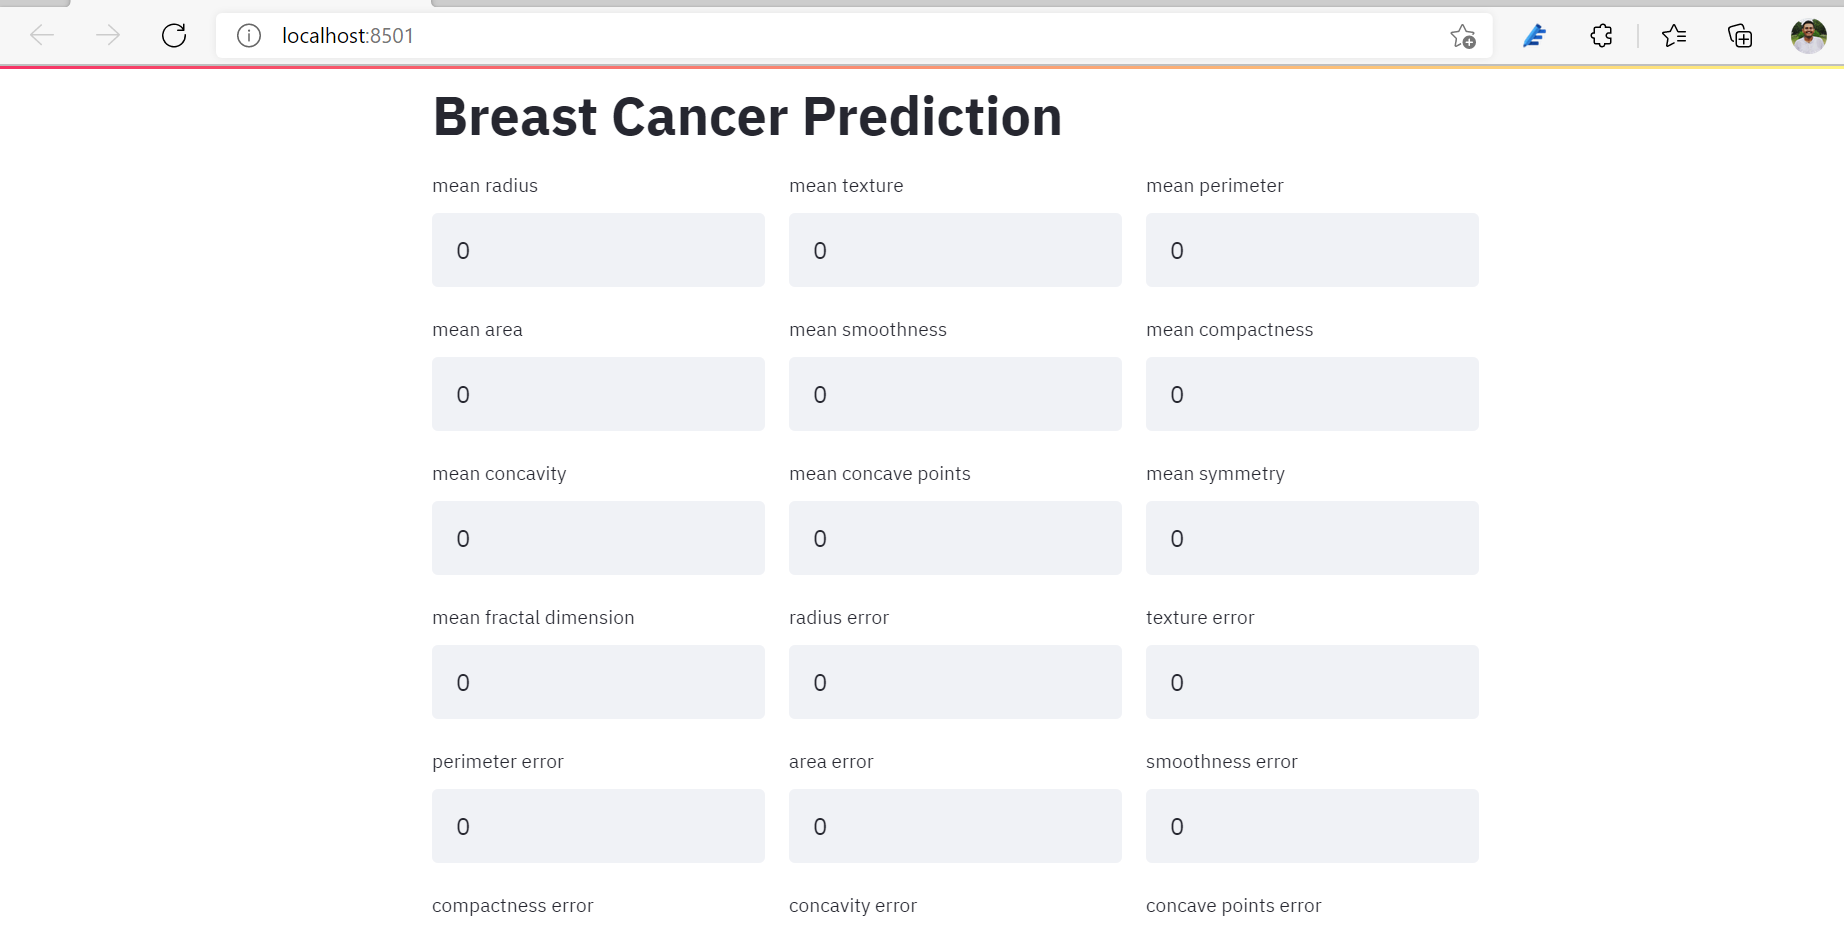 localhost:8501
Breast Cancer Prediction
mean radius mean texture mean perimeter
0 0 0
mean area mean smoothness mean compactness
0 0 0
mean concavity mean concave points mean symmetry
0 0 0
mean fractal dimension radius error texture error
0 0 0
perimeter error area error smoothness error
0 0 0
compactness error concavity error concave points error